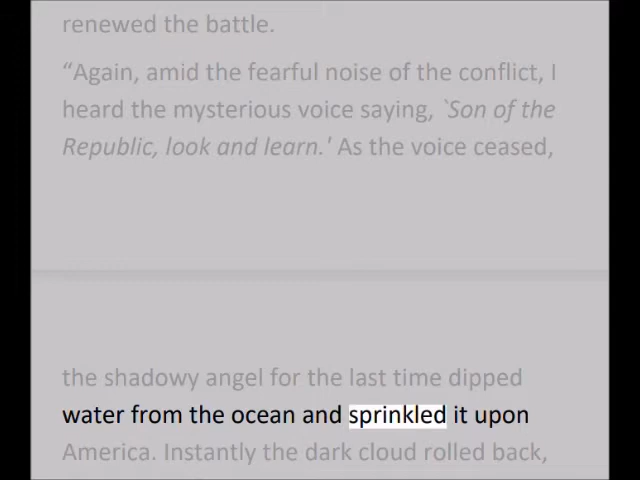 renewed the battle.
“Again, amid the fearful noise of the conflict, I
heard the mysterious voice saying, `Son of the
Republic, look and learn.' As the voice ceased,
the shadowy angel for the last time dipped
water from the ocean and sprinkled it upon
America. Instantly the dark cloud rolled back,